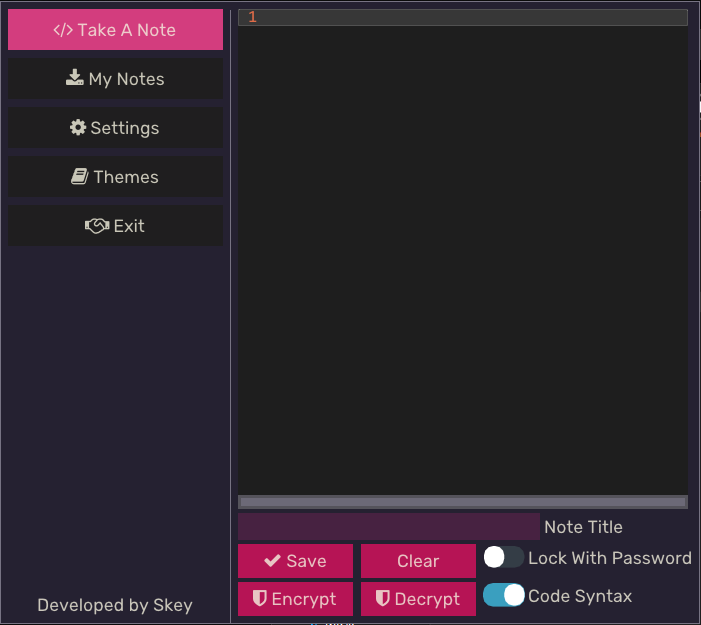 Take A Note
My Notes
Settings
Themes
Exit
Developed by Skey
1
Note Title
Save
Clear
Lock With Password
Encrypt
Decrypt
Code Syntax